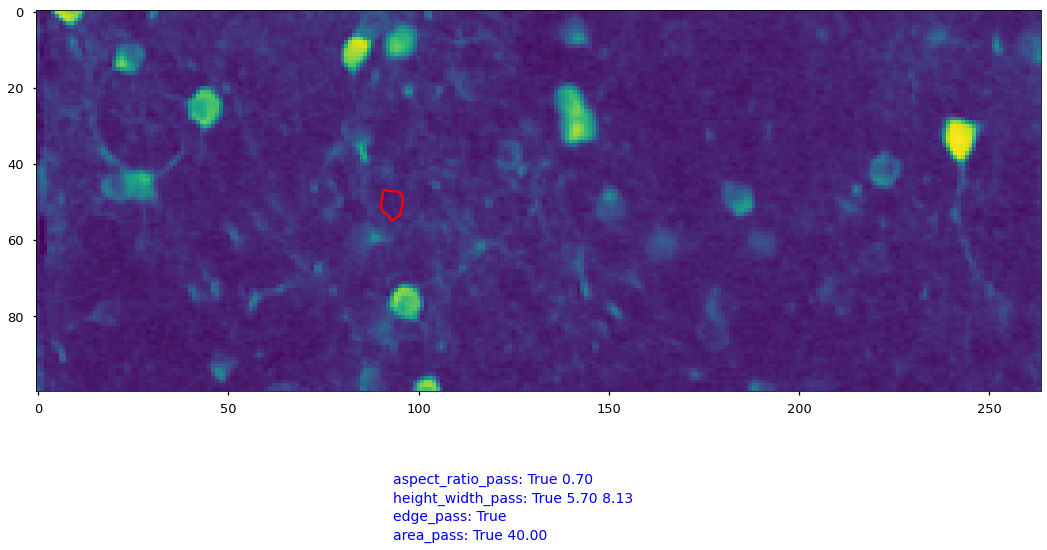 0
20
40
60
80
0 50 100 150 200 250
aspect_ratio_pass: True 0.70
height_width_pass: True 5.70 8.13
edge_pass: True
area_pass: True 40.00